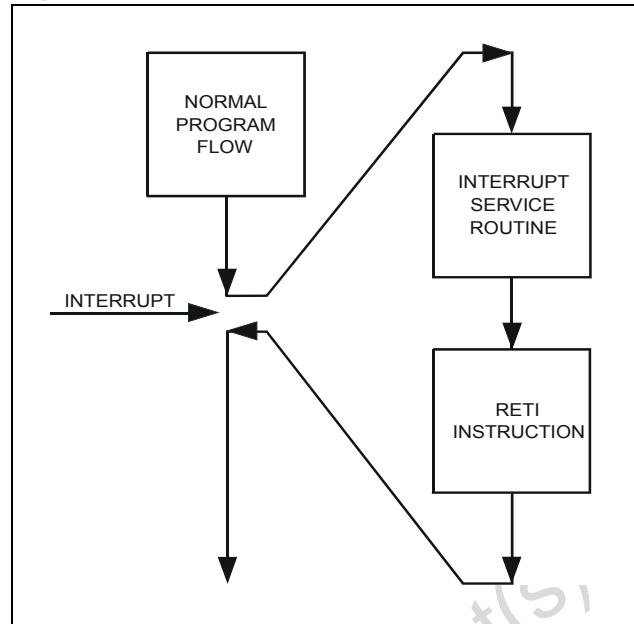 NORMAL
PROGRAM
FLOW
INTERRUPT
SERVICE
ROUTINE
INTERRUPT
RETI
INSTRUCTION
t(s)